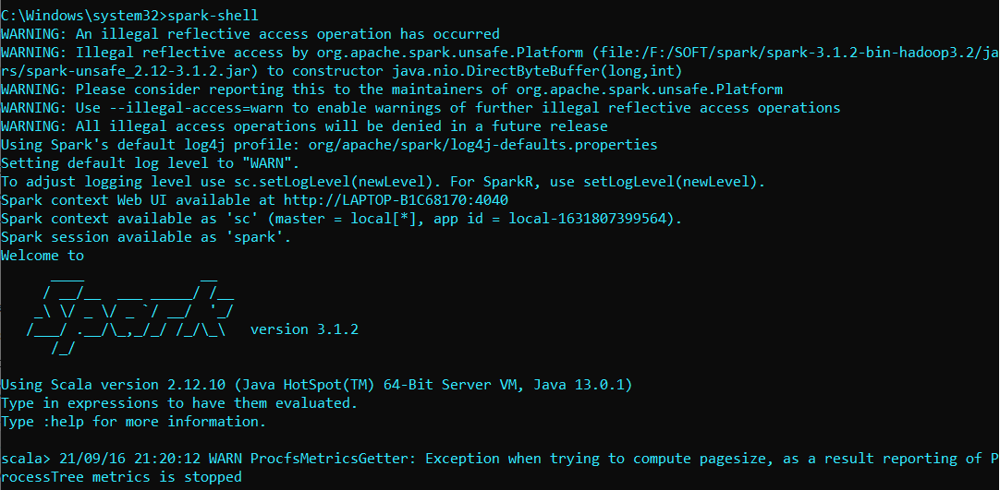 C:\Windows\system32>spark-shell
WARNING: An illegal reflective access operation has occurred
WARNING: Illegal reflective access by org.apache.spark.unsafe.Platform (file:/F:/SOFT/spark/spark-3.1.2-bin-hadoop3.2/ja
rs/spark-unsafe_2.12-3.1.2.jar) to constructor java.nio.DirectByteBuffer(long,int)
WARNING: Please consider reporting this to the maintainers of org.apache.spark.unsafe.Platform
WARNING: Use --illegal-access=warn to enable warnings of further illegal reflective access operations
WARNING: All illegal access operations will be denied in a future release
Using Spark's default log4j profile: org/apache/spark/log4j-defaults.properties
Setting default log level to "WARN".
To adjust logging level use sc.setLogLevel(newLevel). For SparkR, use setLogLevel(newLevel).
Spark context Web UI available at http://LAPTOP-B1C68170:4040
Spark context available as 'sc' (master = local[*], app id = local-1631807399564).
Spark session available as 'spark'.
Welcome to
      ____              __
     / __/__  ___ _____/ /__
    _\ \/ _ \/ _ `/ __/  '_/
   /___/ .__/\_,_/_/ /_/\_\   version 3.1.2
      /_/
Using Scala version 2.12.10 (Java HotSpot(TM) 64-Bit Server VM, Java 13.0.1)
Type in expressions to have them evaluated.
Type :help for more information.
scala> 21/09/16 21:20:12 WARN ProcfsMetricsGetter: Exception when trying to compute pagesize, as a result reporting of P
rocessTree metrics is stopped